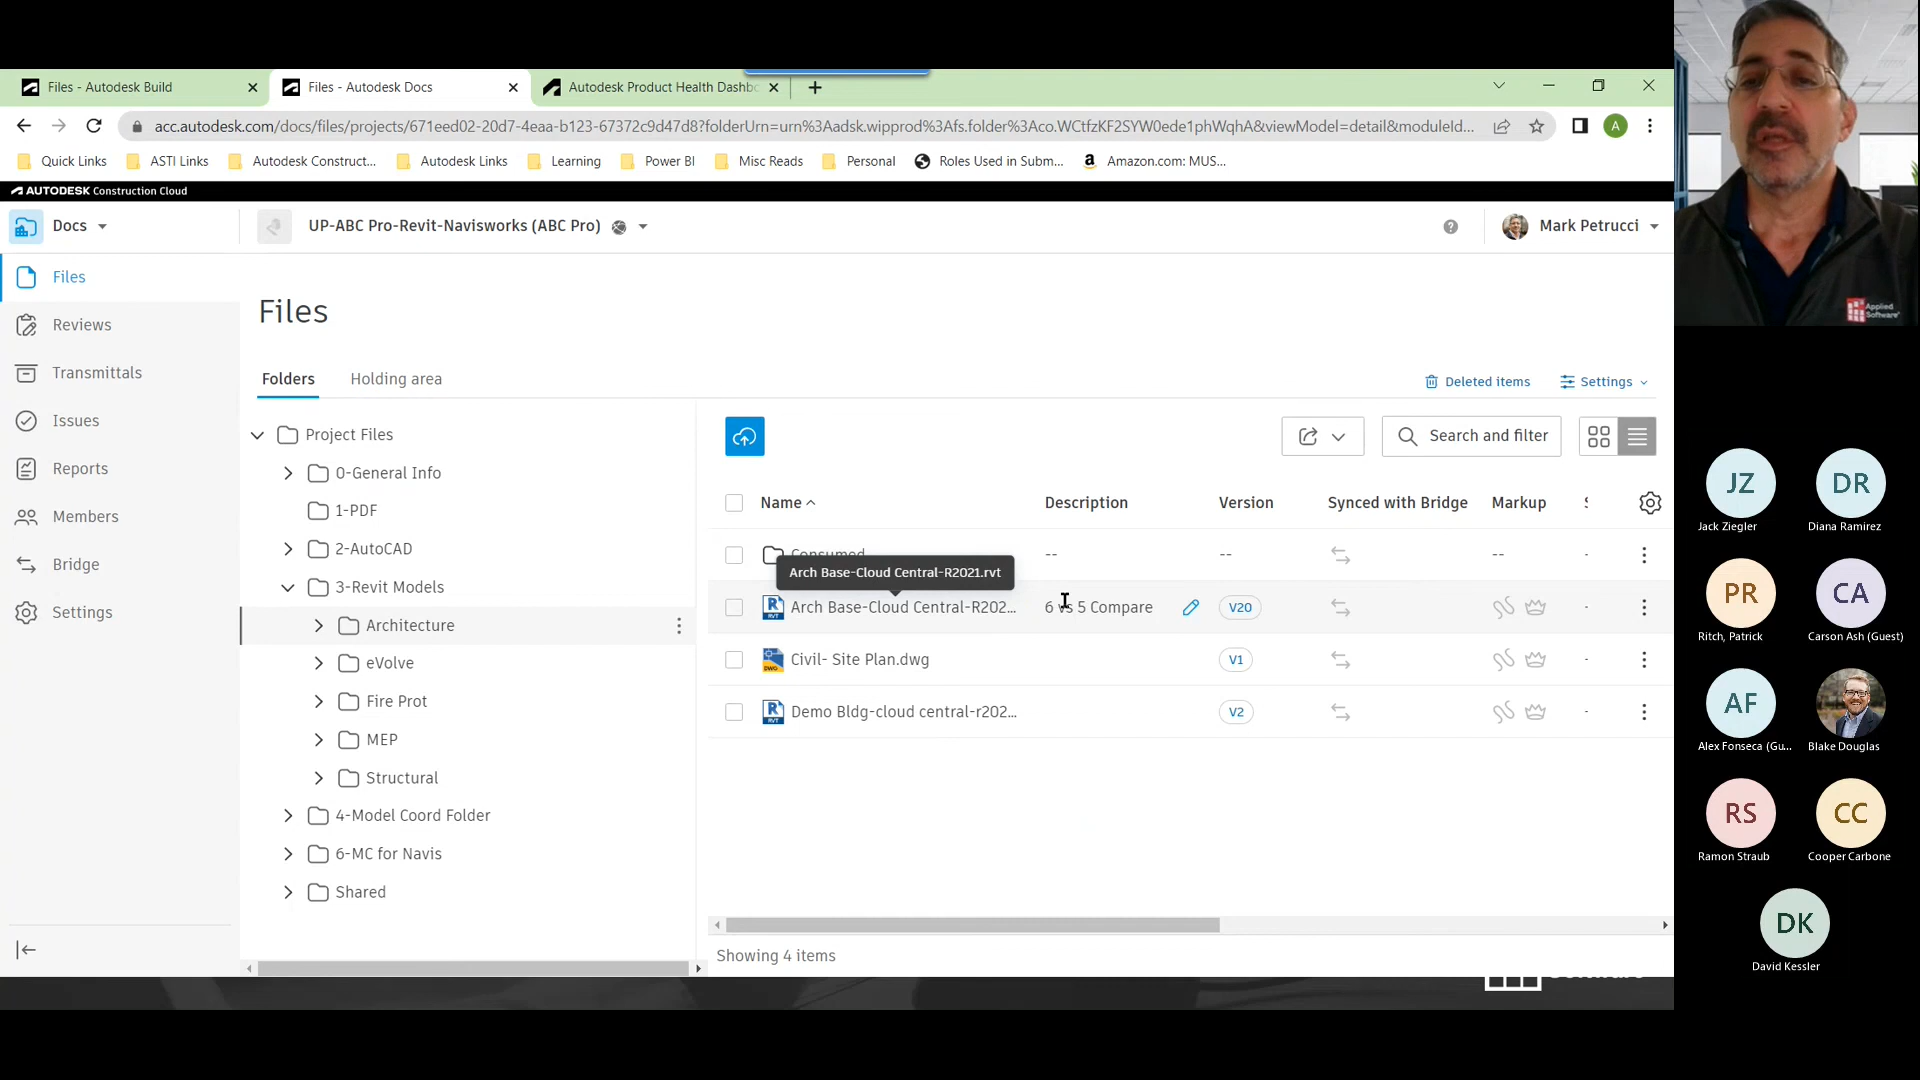 Files - Autodesk Build
Files - Autodesk Docs
Autodesk Product Health Dashbo
acc.autodesk.com/docs/files/projects/671eed02-20d7-4eaa-b123-67372c9d47d8?folderUrn=urn%3Aadsk.wipprod%3Afs.folder%3Aco.WCtfzKF2SYW0ede1phWqhA&viewModel=detail&moduleId...
A
Quick Links
ASTI Links
Autodesk Construct...
Autodesk Links
Learning
Power BI
Misc Reads
Personal
Roles Used in Subm...
Amazon.com: MUS...
AUTODESK Construction Cloud
Docs
UP-ABC Pro-Revit-Navisworks (ABC Pro)
Mark Petrucci
Files
Reviews
Transmittals
Issues
Reports
Members
Bridge
Settings
Files
Folders
Holding area
Deleted items
Settings
Project Files
0-General Info
1-PDF
2-AutoCAD
3-Revit Models
Architecture
eVolve
Fire Prot
MEP
Structural
4-Model Coord Folder
6-MC for Navis
Shared
Search and filter
Name
Description
Version
Synced with Bridge
Markup
Consumed
--
--
--
-
Arch Base-Cloud Central-R2021.rvt
Arch Base-Cloud Central-R202...
6 vs 5 Compare
V20
-
Civil- Site Plan.dwg
V1
-
Demo Bldg-cloud central-r202...
V2
-
Showing 4 items
Applied
Software
JZ
Jack Ziegler
DR
Diana Ramirez
PR
Ritch, Patrick
CA
Carson Ash (Guest)
AF
Alex Fonseca (Gu...
Blake Douglas
RS
Ramon Straub
CC
Cooper Carbone
DK
David Kessler